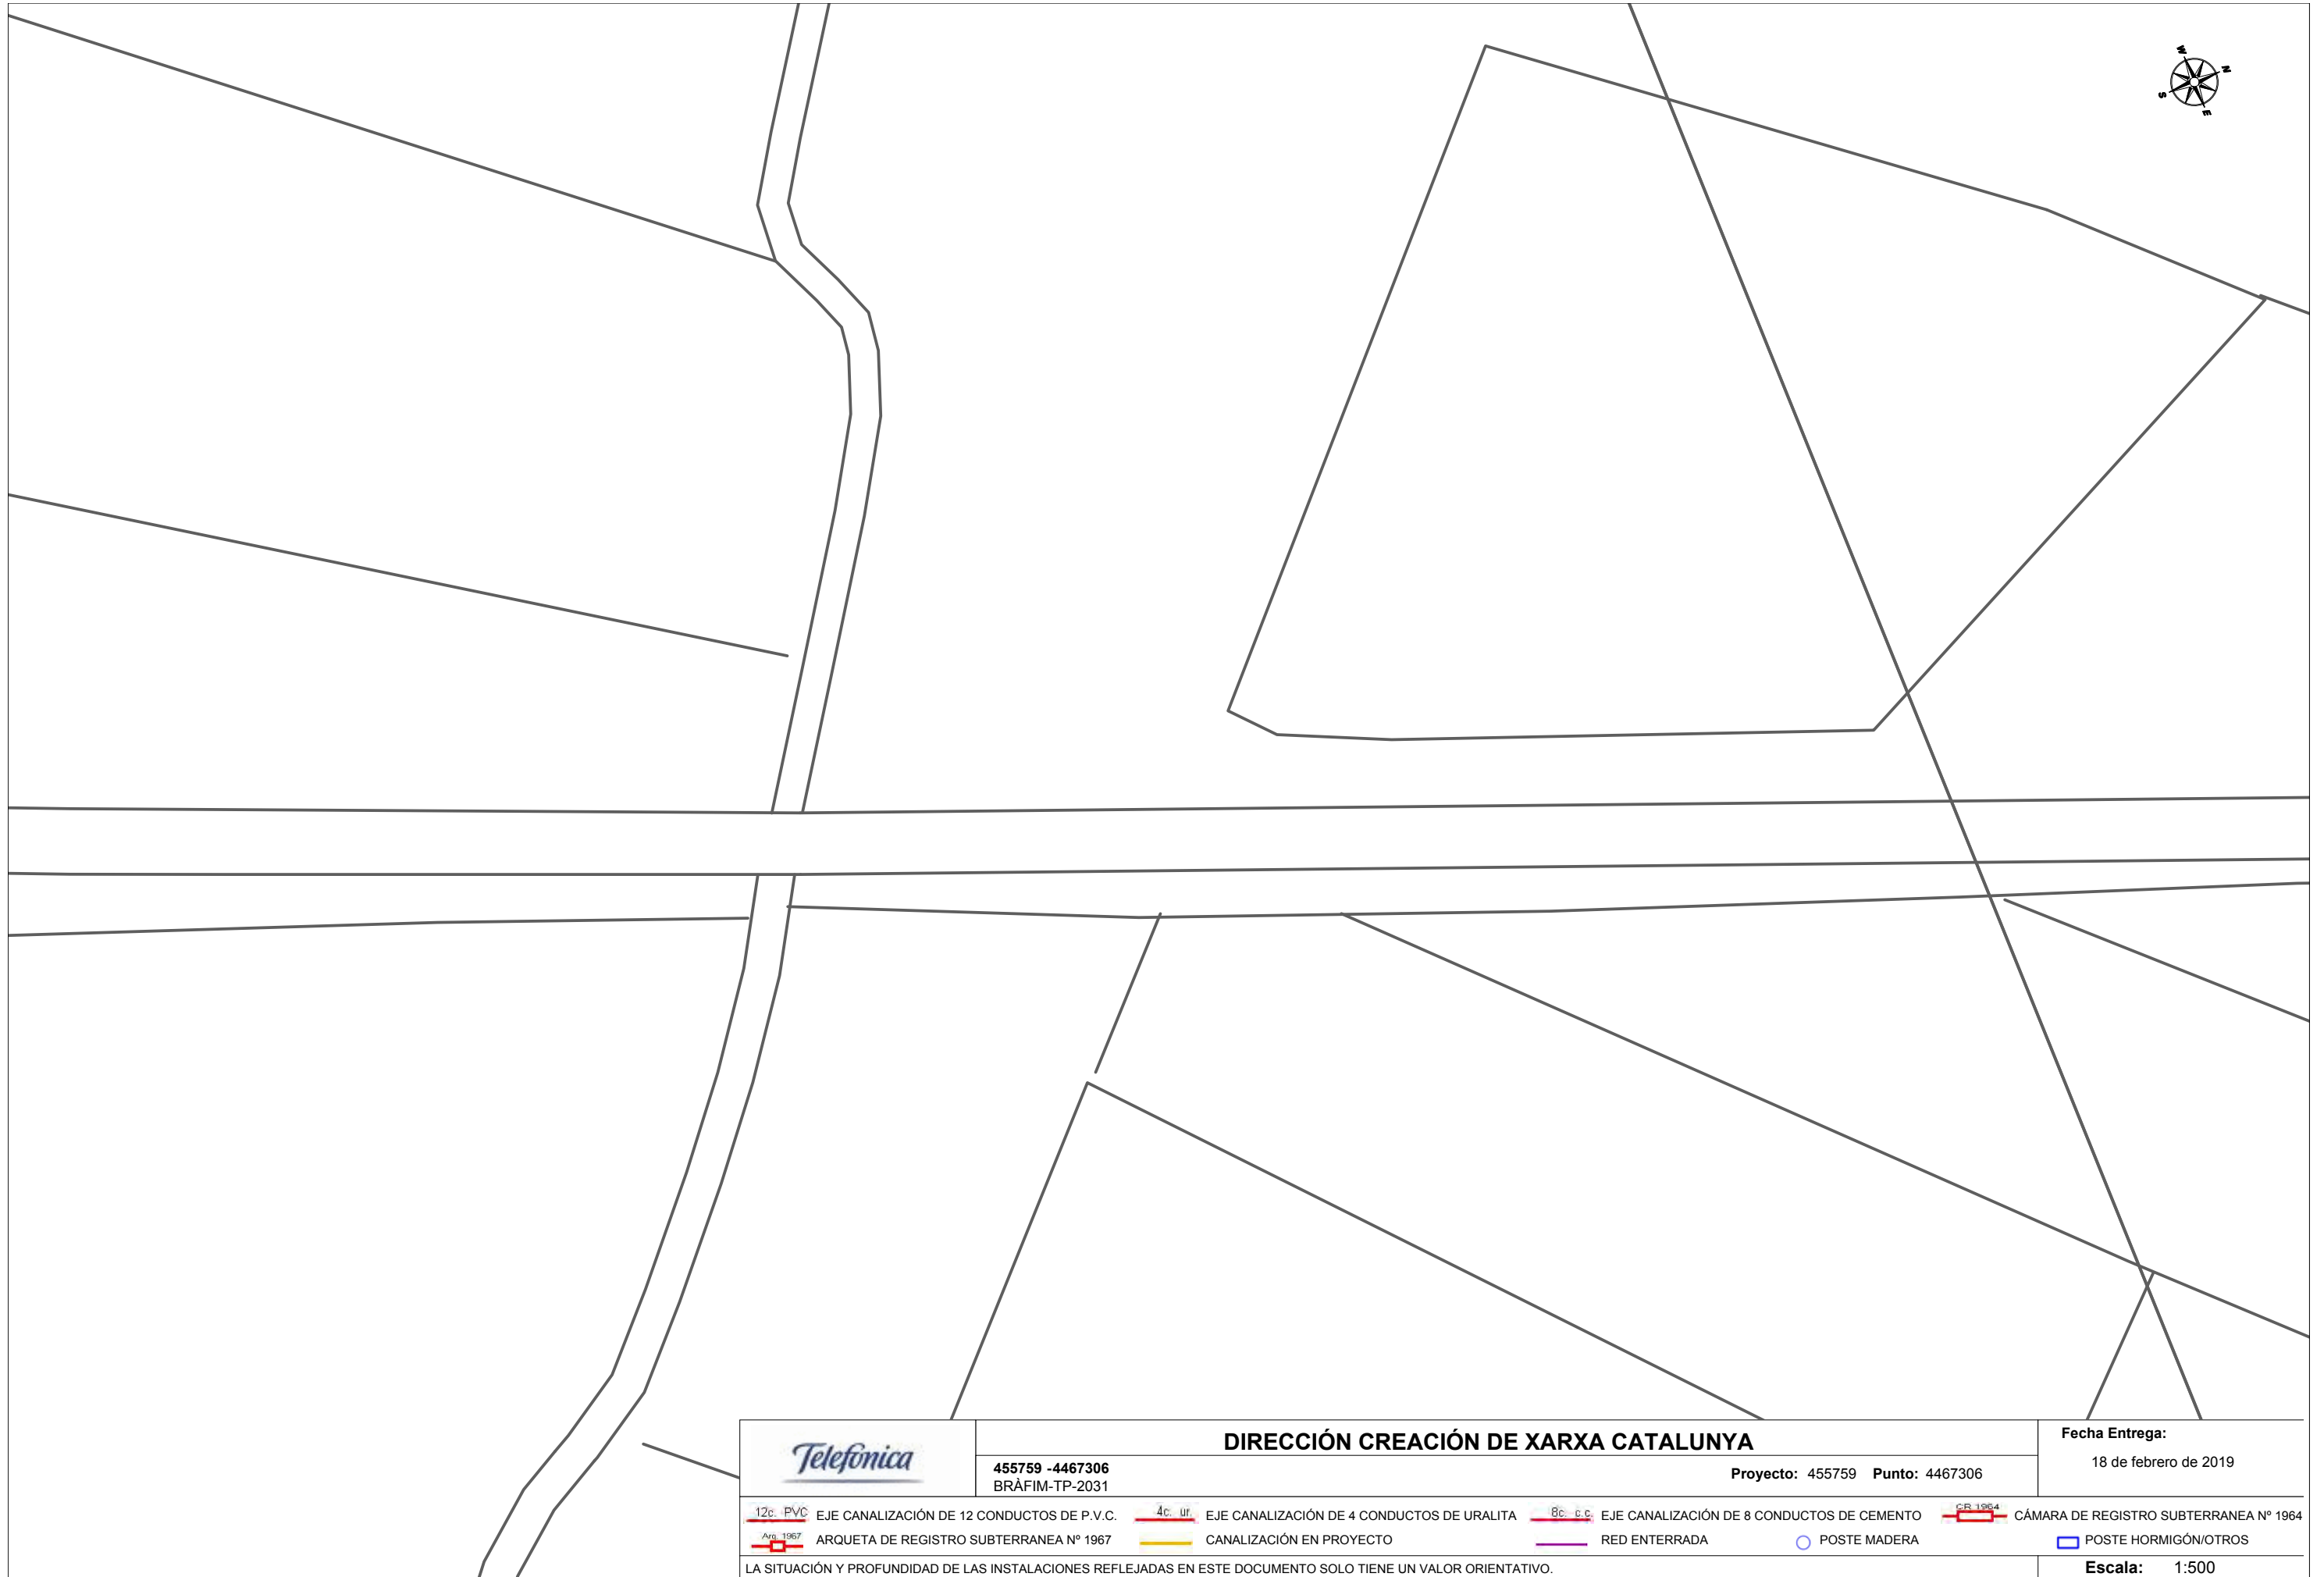 W
N
S
E
Telefónica
DIRECCIÓN CREACIÓN DE XARXA CATALUNYA
455759 -4467306
BRÀFIM-TP-2031
Proyecto: 455759 Punto: 4467306
Fecha Entrega:
18 de febrero de 2019
12c. PVC EJE CANALIZACIÓN DE 12 CONDUCTOS DE P.V.C. 4c. ur. EJE CANALIZACIÓN DE 4 CONDUCTOS DE URALITA 8c. c.c. EJE CANALIZACIÓN DE 8 CONDUCTOS DE CEMENTO CR 1964 CÁMARA DE REGISTRO SUBTERRANEA Nº 1964
Arq. 1967 ARQUETA DE REGISTRO SUBTERRANEA Nº 1967 CANALIZACIÓN EN PROYECTO RED ENTERRADA POSTE MADERA POSTE HORMIGÓN/OTROS
LA SITUACIÓN Y PROFUNDIDAD DE LAS INSTALACIONES REFLEJADAS EN ESTE DOCUMENTO SOLO TIENE UN VALOR ORIENTATIVO.
Escala: 1:500